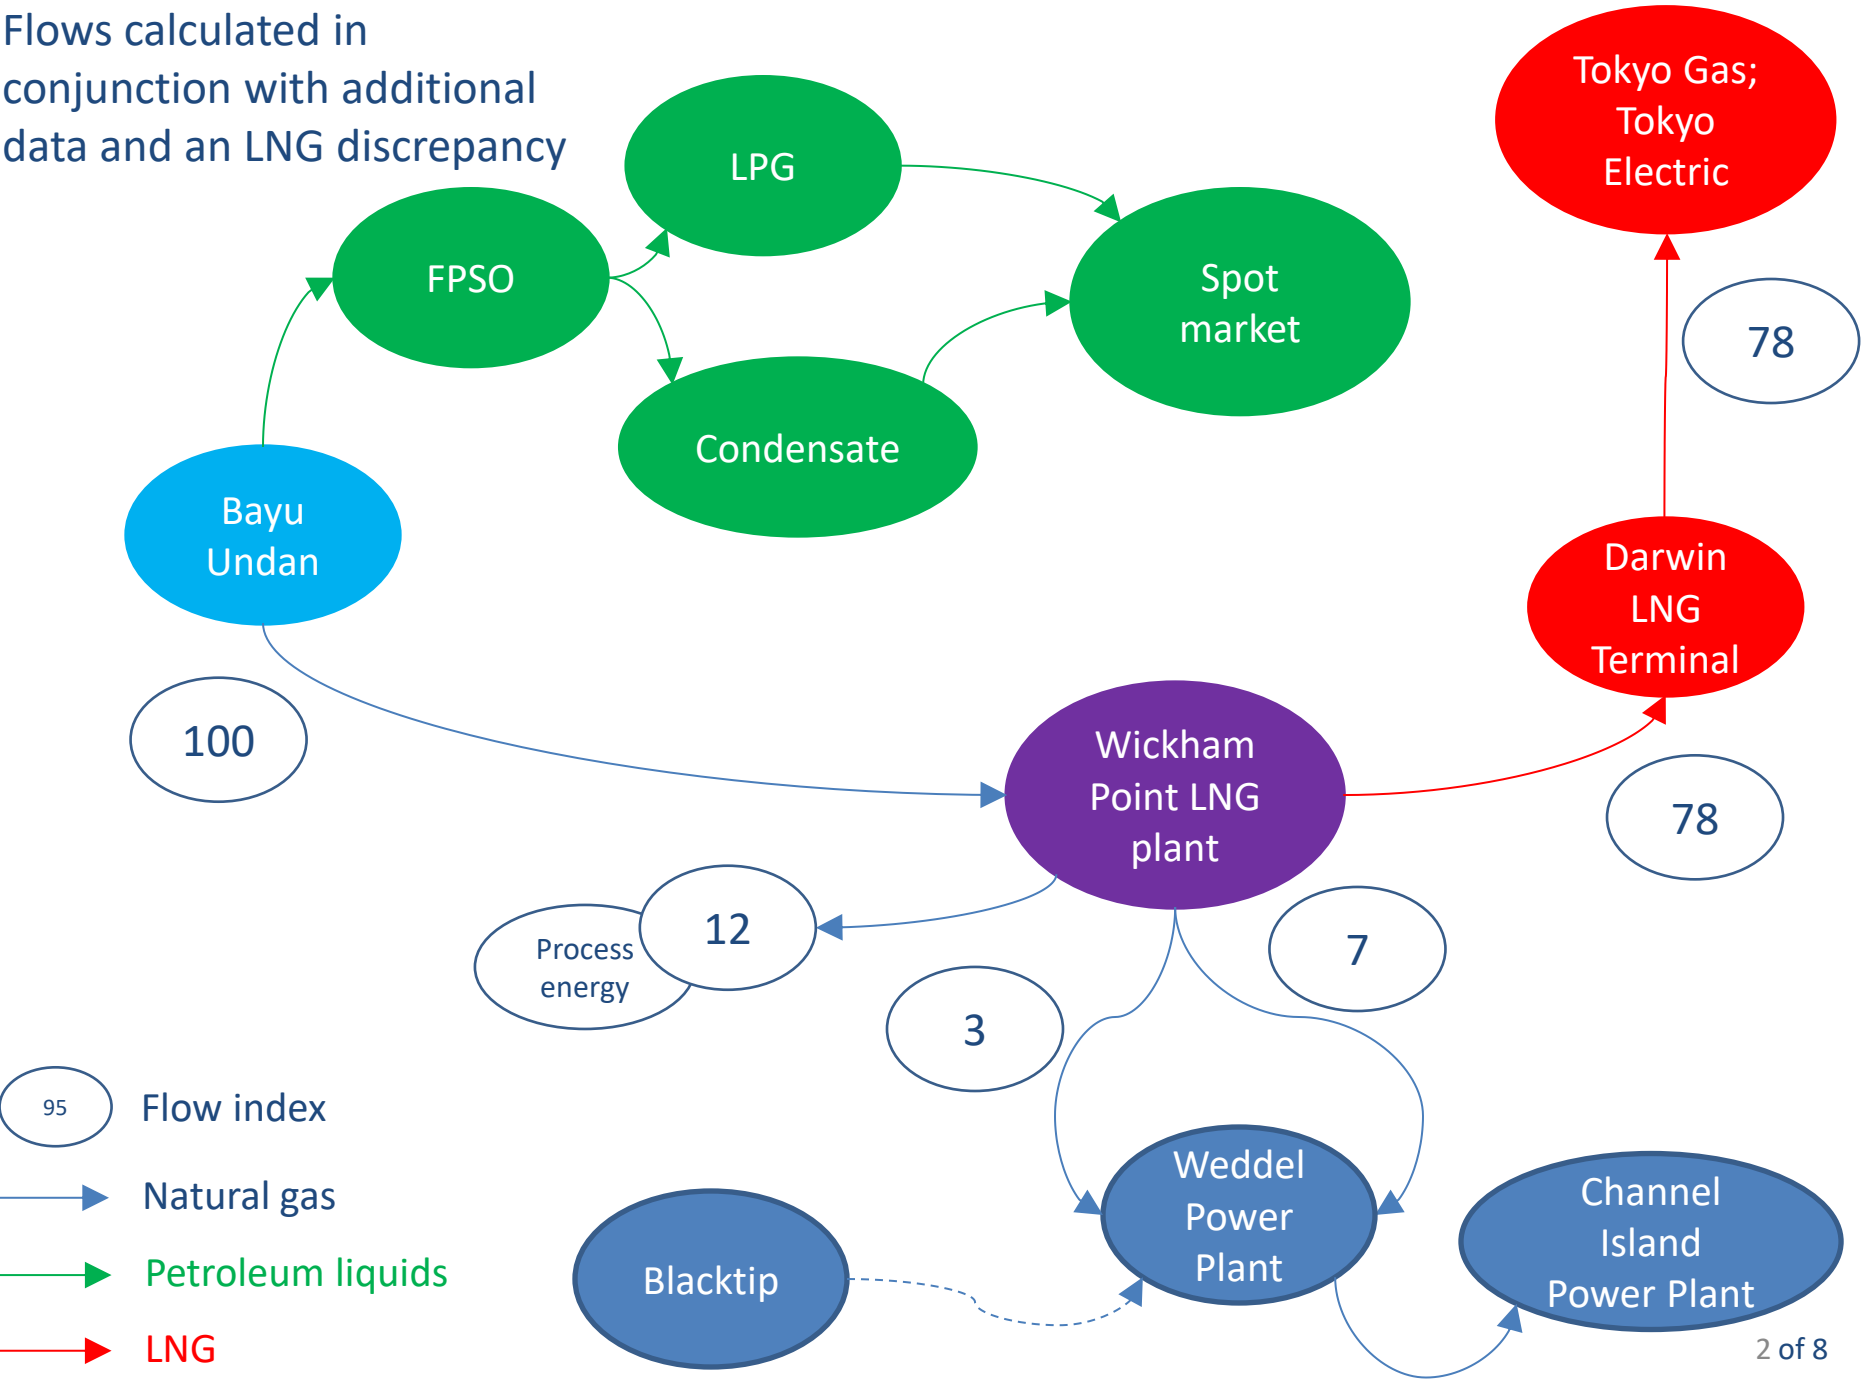 Flows calculated in
conjunction with additional
data and an LNG discrepancy
Tokyo Gas;
Tokyo
Electric
LPG
FPSO
Spot
market
78
Condensate
Bayu
Undan
Darwin
LNG
Terminal
100
Wickham
Point LNG
plant
78
12
Process
energy
7
3
95
Flow index
Natural gas
Petroleum liquids
LNG
Blacktip
Weddel
Power
Plant
Channel
Island
Power Plant
2 of 8